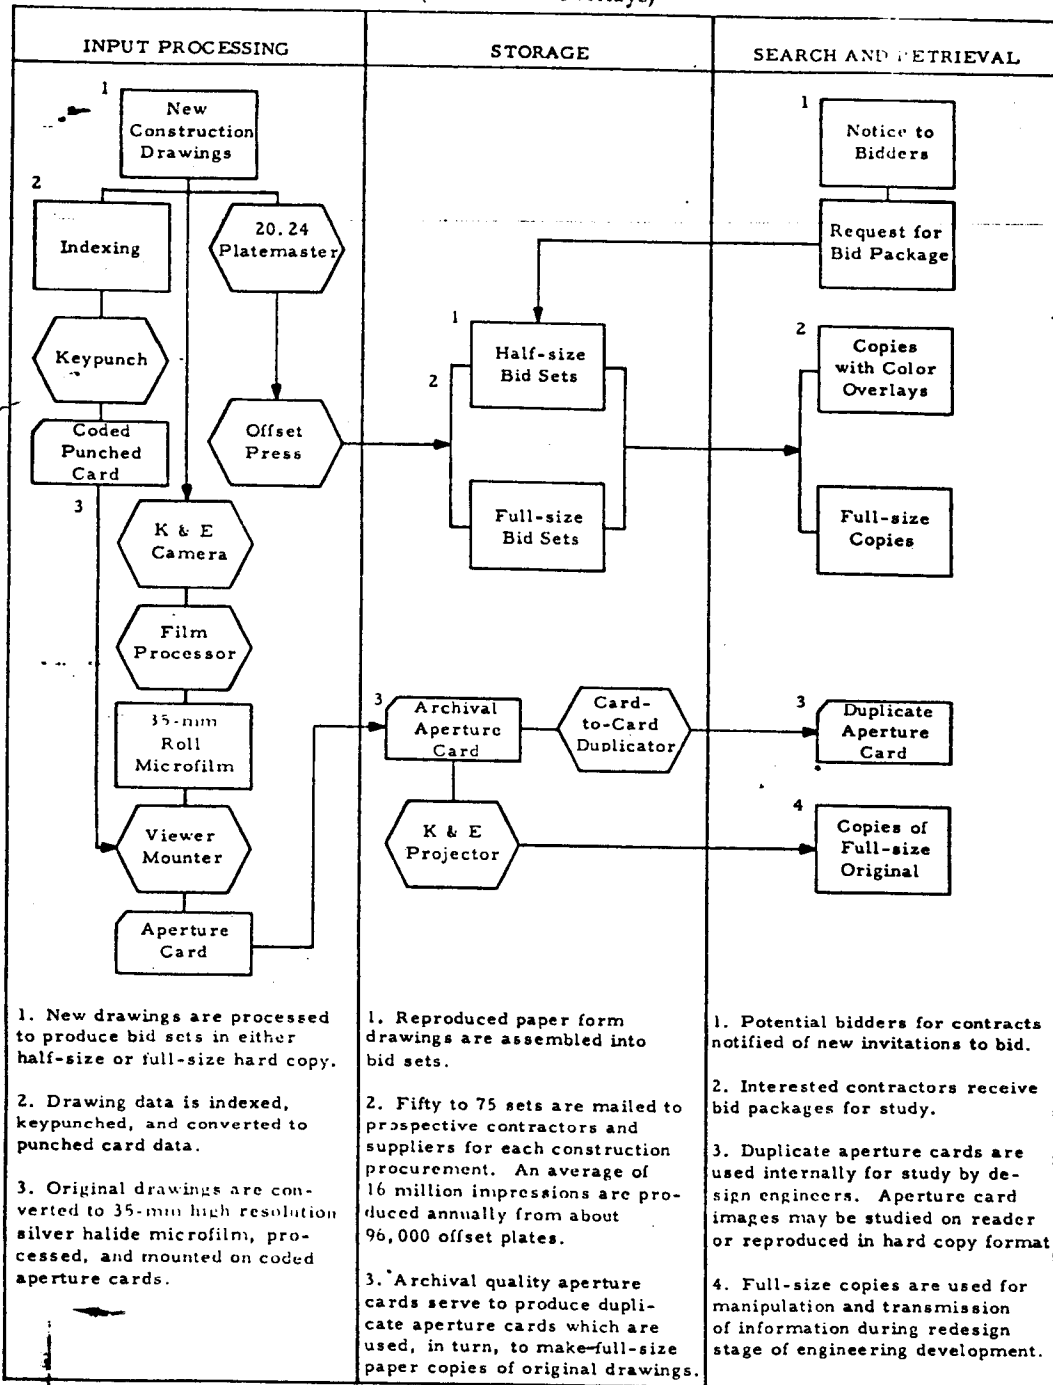 INPUT PROCESSING
STORAGE
SEARCH AND RETRIEVAL
1
New
Construction
Drawings
2
Indexing
20.24
Platemaster
Keypunch
Coded
Punched
Card
3
Offset
Press
K & E
Camera
Film
Processor
35-mm
Roll
Microfilm
Viewer
Mounter
Aperture
Card
1
Half-size
Bid Sets
2
Full-size
Bid Sets
3
Archival
Aperture
Card
Card-
to-Card
Duplicator
K & E
Projector
1
Notice to
Bidders
Request for
Bid Package
2
Copies
with Color
Overlays
Full-size
Copies
3
Duplicate
Aperture
Card
4
Copies of
Full-size
Original
1. New drawings are processed
to produce bid sets in either
half-size or full-size hard copy.
2. Drawing data is indexed,
keypunched, and converted to
punched card data.
3. Original drawings are con-
verted to 35-mm high resolution
silver halide microfilm, pro-
cessed, and mounted on coded
aperture cards.
1. Reproduced paper form
drawings are assembled into
bid sets.
2. Fifty to 75 sets are mailed to
prospective contractors and
suppliers for each construction
procurement. An average of
16 million impressions are pro-
duced annually from about
96,000 offset plates.
3. Archival quality aperture
cards serve to produce dupli-
cate aperture cards which are
used, in turn, to make full-size
paper copies of original drawings.
1. Potential bidders for contracts
notified of new invitations to bid.
2. Interested contractors receive
bid packages for study.
3. Duplicate aperture cards are
used internally for study by de-
sign engineers. Aperture card
images may be studied on reader
or reproduced in hard copy format
4. Full-size copies are used for
manipulation and transmission
of information during redesign
stage of engineering development.